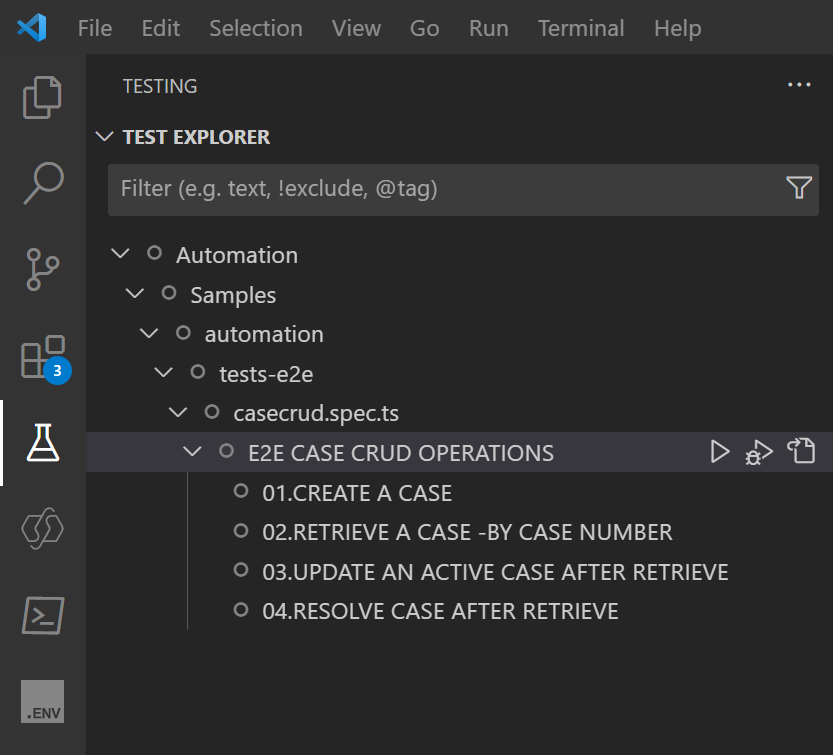 File Edit Selection View Go Run Terminal Help
TESTING
TEST EXPLORER
Filter (e.g. text, !exclude, @tag)
Automation
Samples
automation
tests-e2e
3
casecrud.spec.ts
E2E CASE CRUD OPERATIONS
01.CREATE A CASE
02.RETRIEVE A CASE -BY CASE NUMBER
03.UPDATE AN ACTIVE CASE AFTER RETRIEVE
04.RESOLVE CASE AFTER RETRIEVE
.ENV